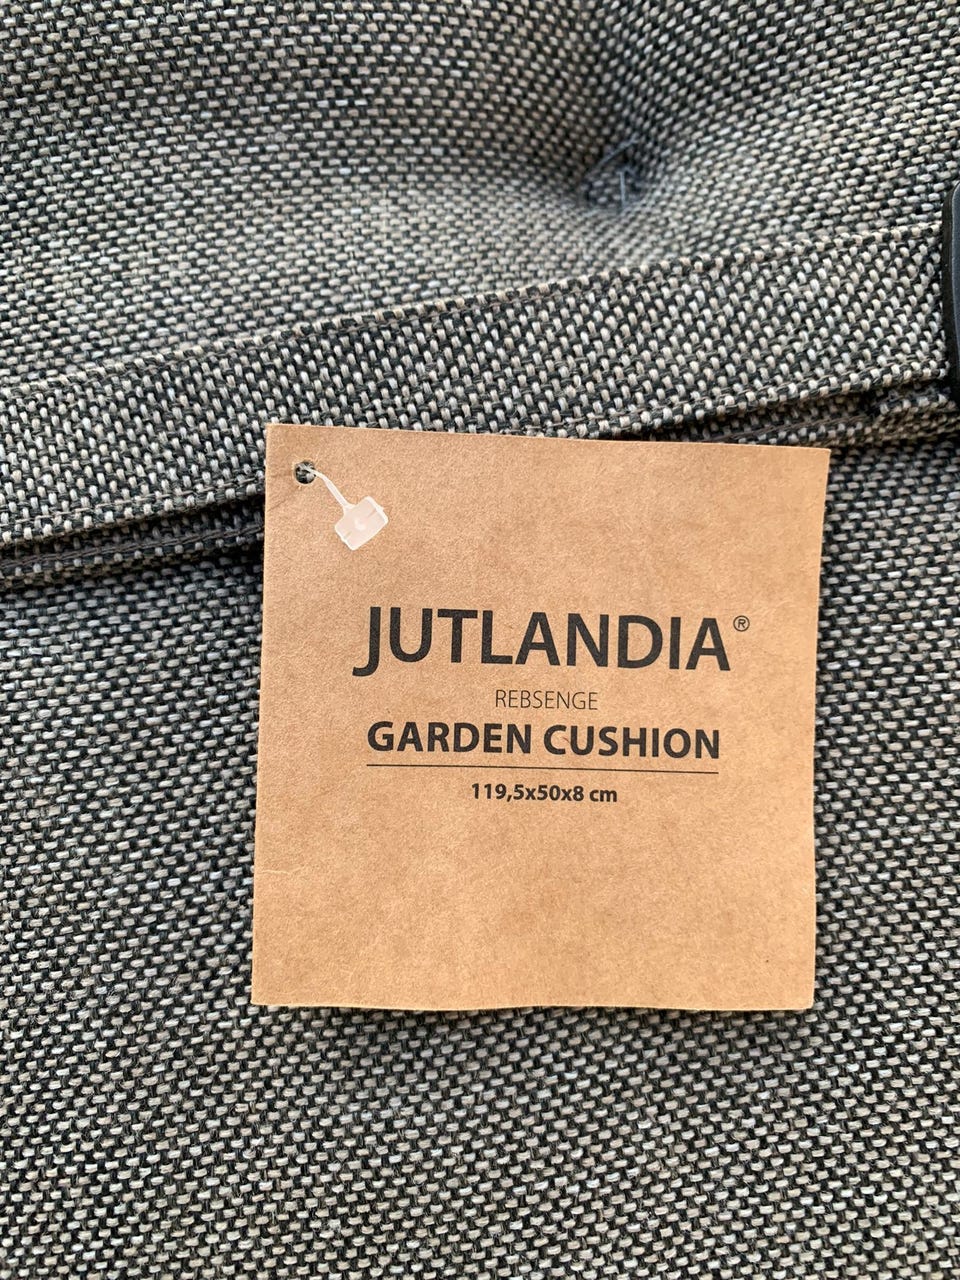 JUTLANDIA®
REBSENGE
GARDEN CUSHION
119,5x50x8 cm